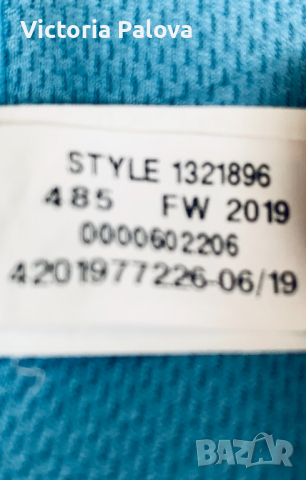 Victoria Palova
STYLE 1321896
485 FW 2019
0000602206
4201977226-06/19
BAZAR